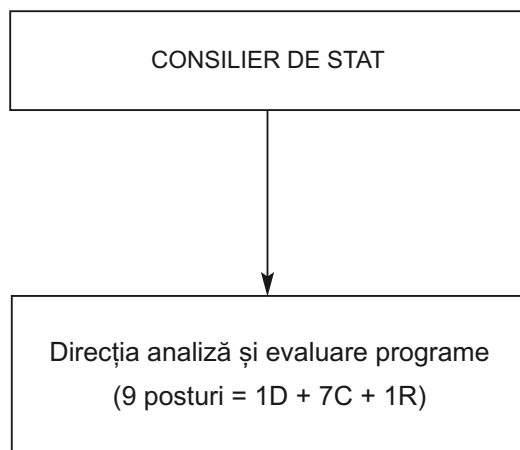 CONSILIER DE STAT
Direcția analiză și evaluare programe
(9 posturi = 1D + 7C + 1R)